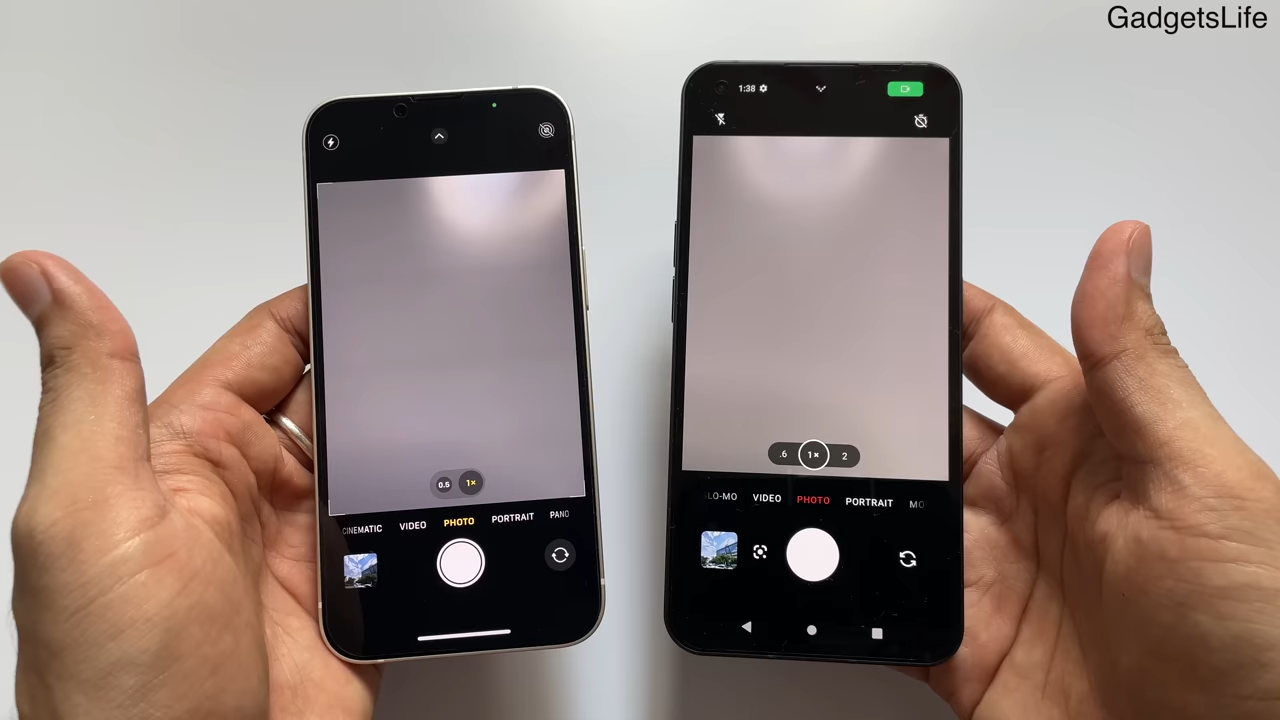 GadgetsLife
1:38
0.5 1×
CINEMATIC VIDEO PHOTO PORTRAIT PANO
.6 1× 2
LO-MO VIDEO PHOTO PORTRAIT MO